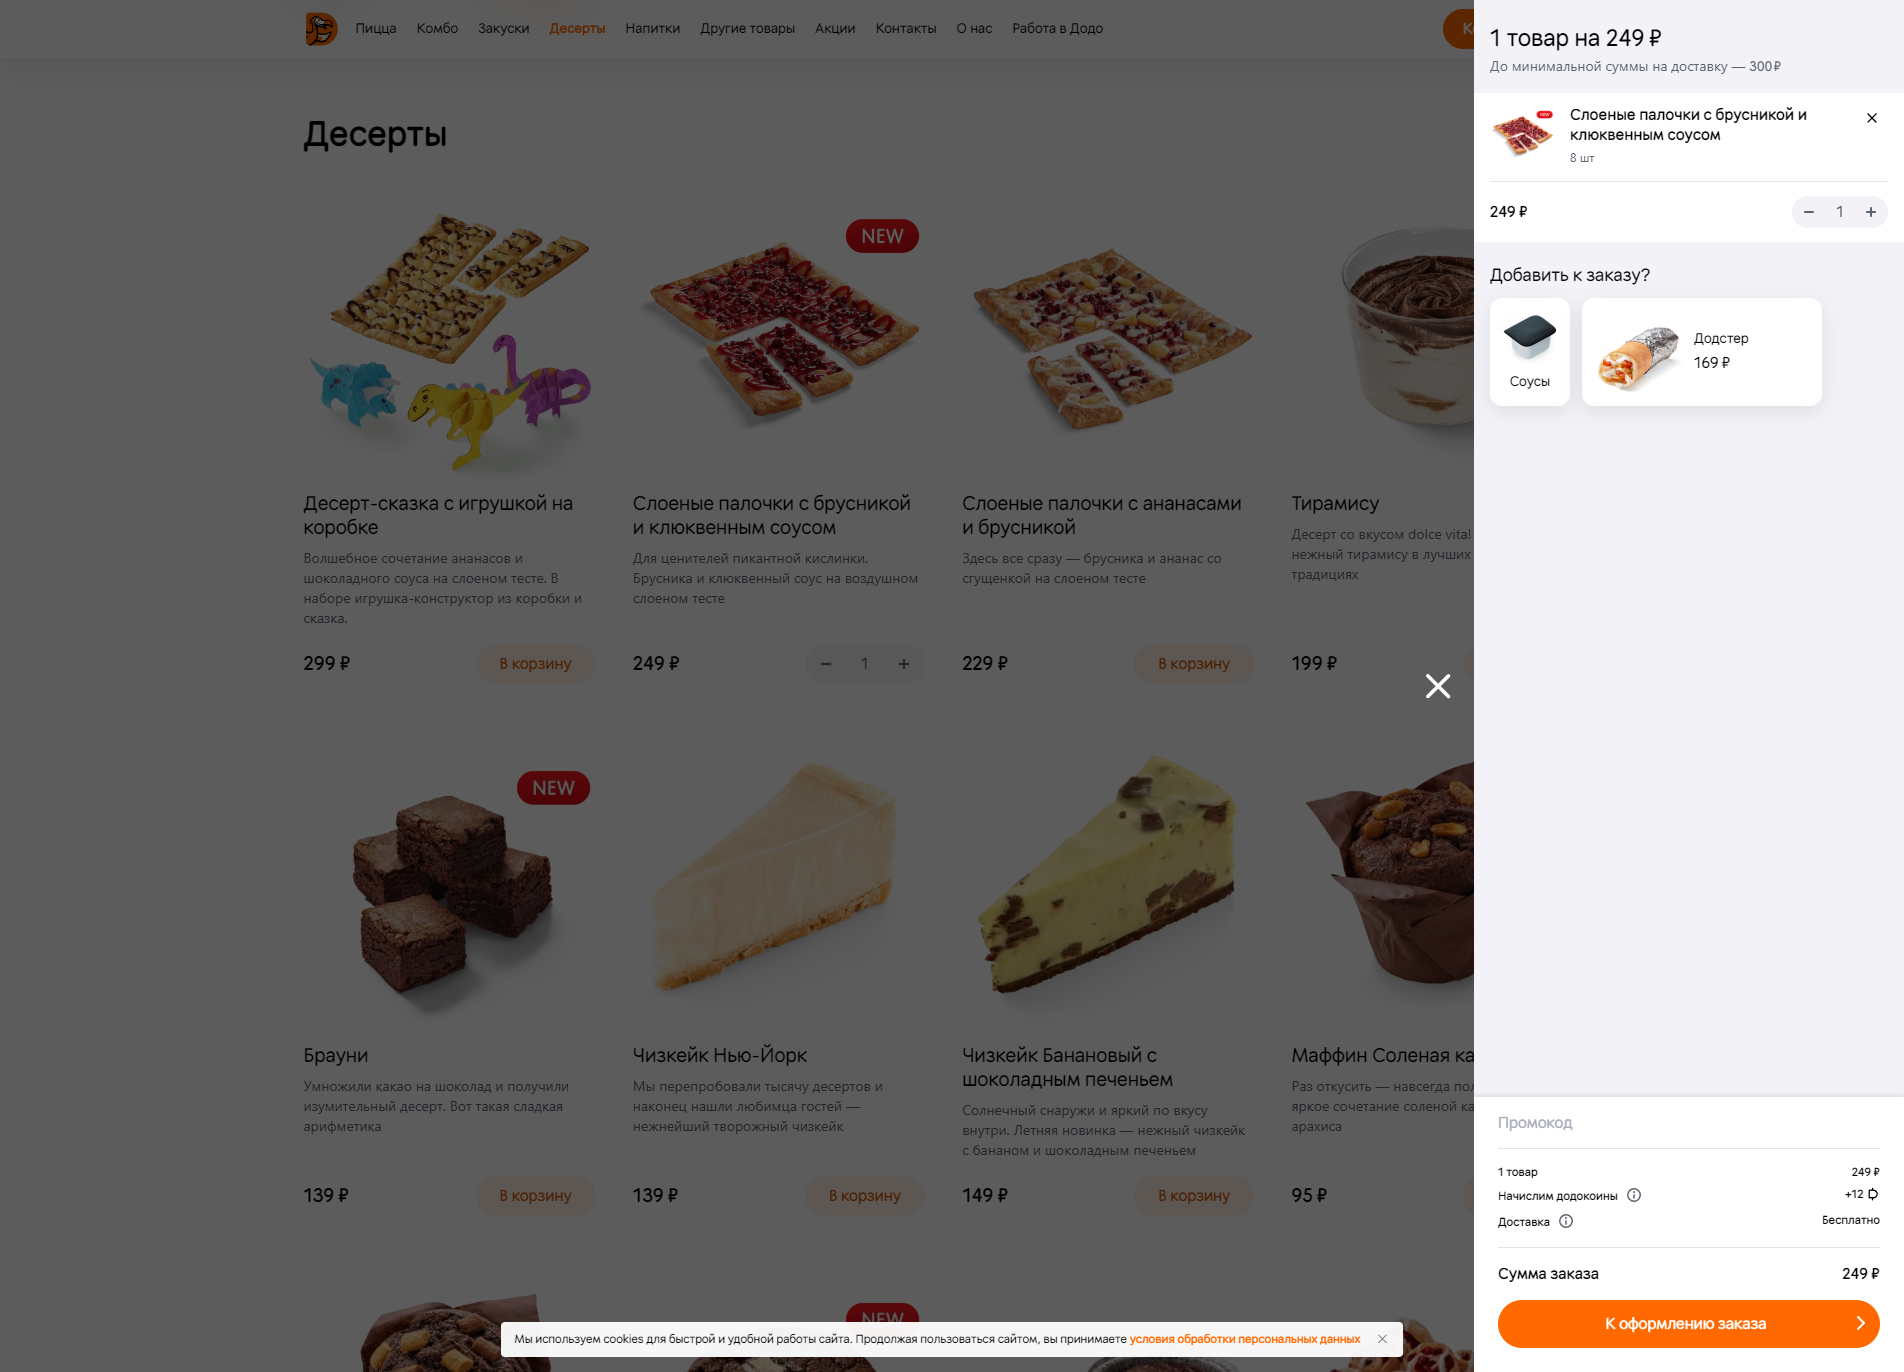 Пицца Комбо Закуски Десерты Напитки Другие товары Акции Контакты О нас Работа в Додо
Десерты
NEW
Десерт-сказка с игрушкой на
коробке
Волшебное сочетание ананасов и
шоколадного соуса на слоеном тесте. В
наборе игрушка-конструктор из коробки и
сказка.
299 ₽ В корзину
Слоеные палочки с брусникой
и клюквенным соусом
Для ценителей пикантной кислинки.
Брусника и клюквенный соус на воздушном
слоеном тесте
249 ₽ − 1 +
Слоеные палочки с ананасами
и брусникой
Здесь все сразу — брусника и ананас со
сгущенкой на слоеном тесте
229 ₽ В корзину
Тирамису
Десерт со вкусом dolce vita!
нежный тирамису в лучших
традициях
199 ₽
NEW
Брауни
Умножили какао на шоколад и получили
изумительный десерт. Вот такая сладкая
арифметика
139 ₽ В корзину
Чизкейк Нью-Йорк
Мы перепробовали тысячу десертов и
наконец нашли любимца гостей —
нежнейший творожный чизкейк
139 ₽ В корзину
Чизкейк Банановый с
шоколадным печеньем
Солнечный снаружи и яркий по вкусу
внутри. Летняя новинка — нежный чизкейк
с бананом и шоколадным печеньем
149 ₽ В корзину
Маффин Соленая
Раз откусить — навсегда
яркое сочетание соленой
арахиса
95 ₽
NEW
Мы используем cookies для быстрой и удобной работы сайта. Продолжая пользоваться сайтом, вы принимаете условия обработки персональных данных
1 товар на 249 ₽
До минимальной суммы на доставку — 300 ₽
NEW
Слоеные палочки с брусникой и
клюквенным соусом
8 шт
249 ₽ − 1 +
Добавить к заказу?
Соусы
Додстер
169 ₽
Промокод
1 товар 249 ₽
Начислим додокоины +12
Доставка Бесплатно
Сумма заказа 249 ₽
К оформлению заказа